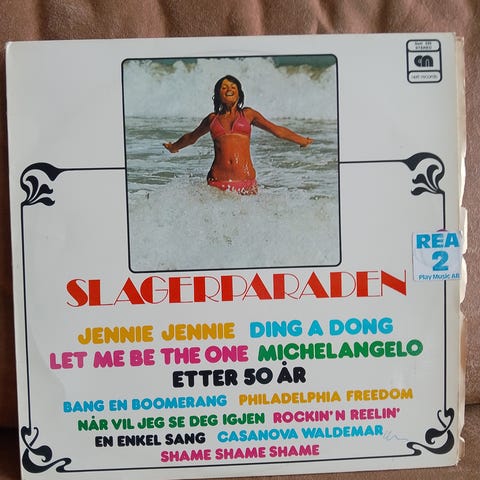 STEREO
cn
SLAGERPARADEN
REA
2
Play Music AB
JENNIE JENNIE DING A DONG
LET ME BE THE ONE MICHELANGELO
ETTER 50 ÅR
BANG EN BOOMERANG PHILADELPHIA FREEDOM
NÅR VIL JEG SE DEG IGJEN ROCKIN' N REELIN'
EN ENKEL SANG CASANOVA WALDEMAR
SHAME SHAME SHAME